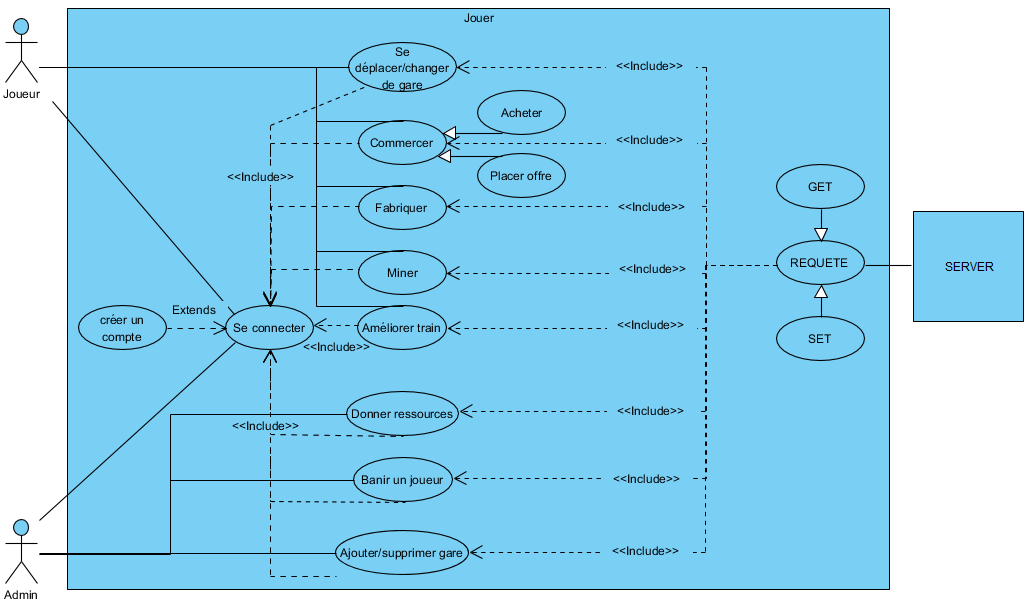 Jouer
Joueur
Se
déplacer/changer
de gare
<<Include>>
Acheter
Commercer
<<Include>>
Placer offre
<<Include>>
GET
Fabriquer
<<Include>>
REQUETE
SERVER
Miner
<<Include>>
Extends
créer un
compte
Se connecter
<<Include>>
Améliorer train
<<Include>>
SET
Donner ressources
<<Include>>
<<Include>>
Banir un joueur
<<Include>>
Ajouter/supprimer gare
<<Include>>
Admin